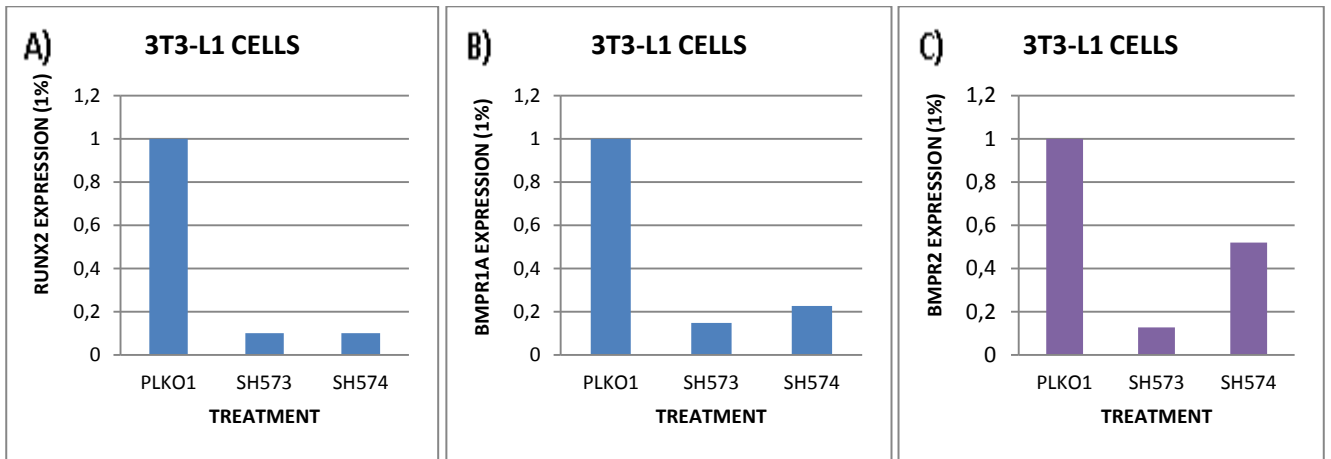 A)
3T3-L1 CELLS
RUNX2 EXPRESSION (1%)
1,2
1
0,8
0,6
0,4
0,2
0
PLKO1 SH573 SH574
TREATMENT
B)
3T3-L1 CELLS
BMPR1A EXPRESSION (1%)
1,2
1
0,8
0,6
0,4
0,2
0
PLKO1 SH573 SH574
TREATMENT
C)
3T3-L1 CELLS
BMPR2 EXPRESSION (1%)
1,2
1
0,8
0,6
0,4
0,2
0
PLKO1 SH573 SH574
TREATMENT